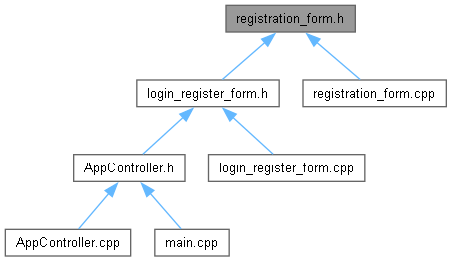 registration_form.h
login_register_form.h
registration_form.cpp
AppController.h
login_register_form.cpp
AppController.cpp
main.cpp